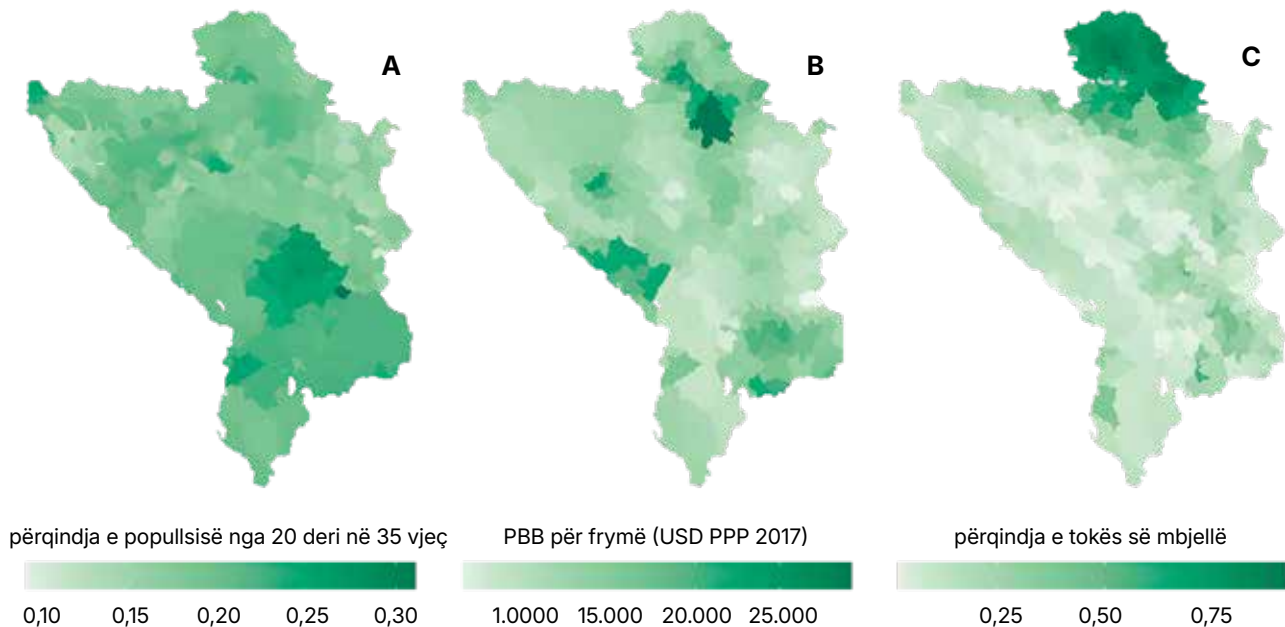 A
B
C
përqindja e popullsisë nga 20 deri në 35 vjeç
PBB për frymë (USD PPP 2017)
përqindja e tokës së mbjellë
0,10 0,15 0,20 0,25 0,30
1.0000 15.000 20.000 25.000
0,25 0,50 0,75